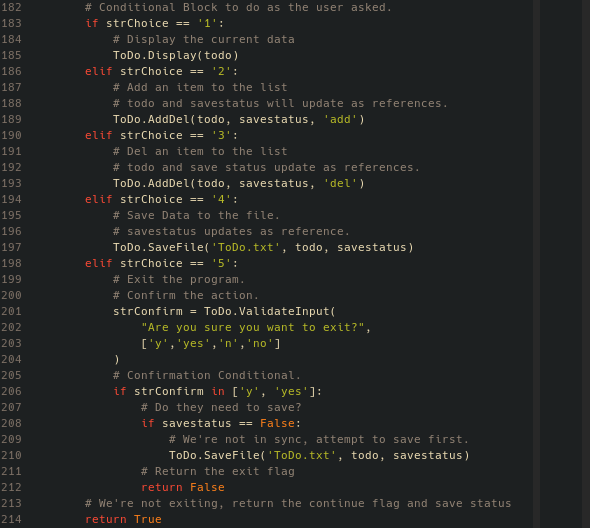 182 # Conditional Block to do as the user asked.
183 if strChoice == '1':
184 # Display the current data
185 ToDo.Display(todo)
186 elif strChoice == '2':
187 # Add an item to the list
188 # todo and savestatus will update as references.
189 ToDo.AddDel(todo, savestatus, 'add')
190 elif strChoice == '3':
191 # Del an item to the list
192 # todo and save status update as references.
193 ToDo.AddDel(todo, savestatus, 'del')
194 elif strChoice == '4':
195 # Save Data to the file.
196 # savestatus updates as reference.
197 ToDo.SaveFile('ToDo.txt', todo, savestatus)
198 elif strChoice == '5':
199 # Exit the program.
200 # Confirm the action.
201 strConfirm = ToDo.ValidateInput(
202 "Are you sure you want to exit?",
203 ['y','yes','n','no']
204 )
205 # Confirmation Conditional.
206 if strConfirm in ['y', 'yes']:
207 # Do they need to save?
208 if savestatus == False:
209 # We're not in sync, attempt to save first.
210 ToDo.SaveFile('ToDo.txt', todo, savestatus)
211 # Return the exit flag
212 return False
213 # We're not exiting, return the continue flag and save status
214 return True